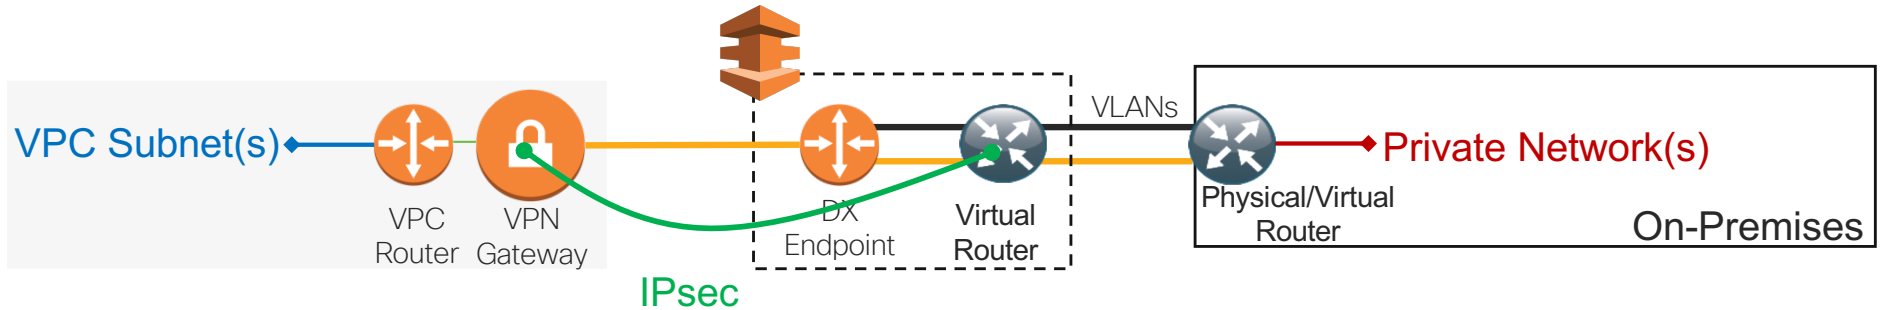 VPC Subnet(s)
VPC
Router
VPN
Gateway
IPsec
DX
Endpoint
Virtual
Router
VLANs
Physical/Virtual
Router
Private Network(s)
On-Premises